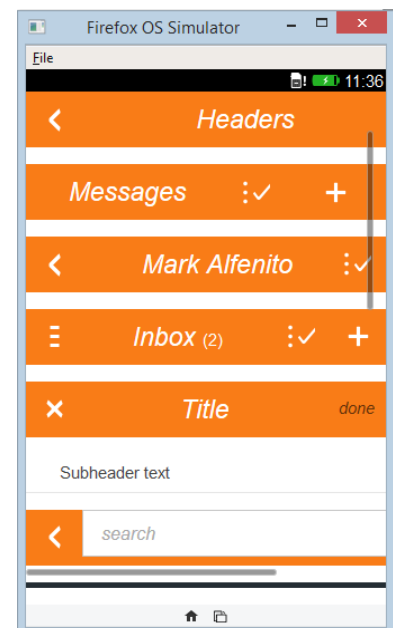 Firefox OS Simulator
File
11:36
Headers
Messages
Mark Alfenito
Inbox (2)
Title done
Subheader text
search